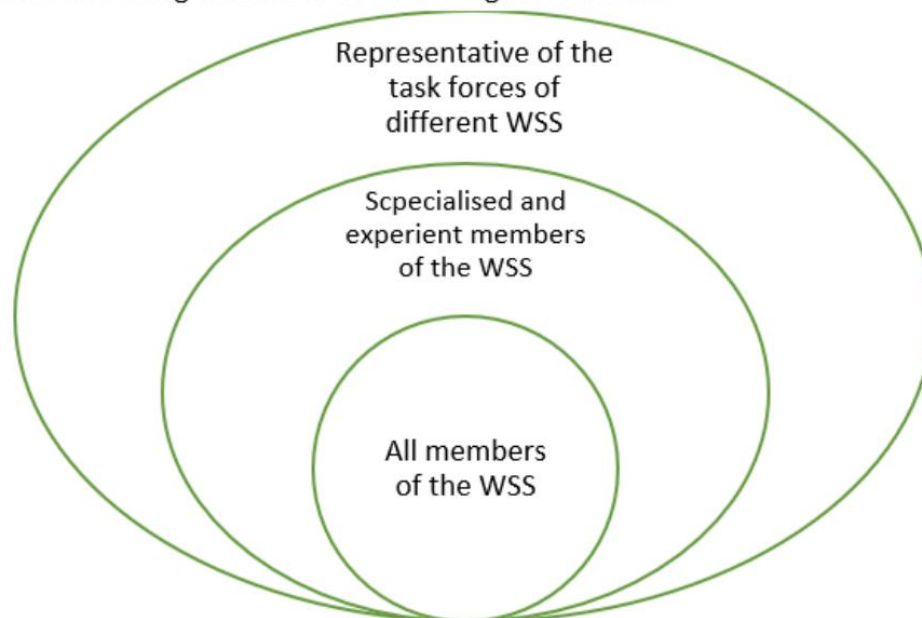 Representative of the
task forces of
different WSS
Scpecialised and
experient members
of the WSS
All members
of the WSS